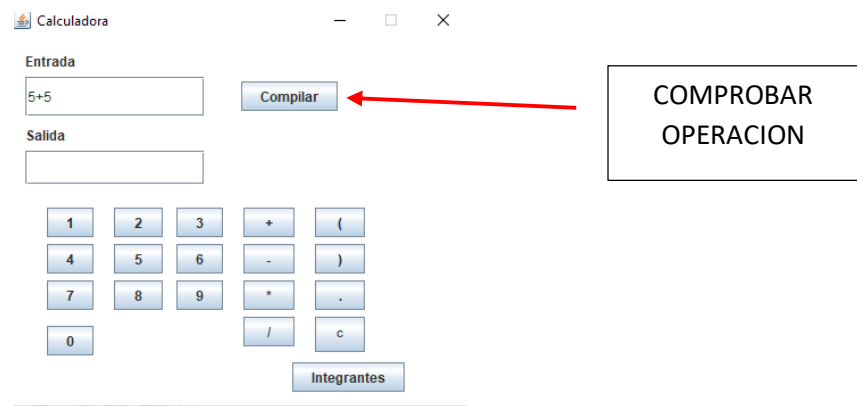 Calculadora
Entrada
5+5
Compilar
COMPROBAR
OPERACION
Salida
1 2 3 + (
4 5 6 - )
7 8 9 * .
0 / c
Integrantes